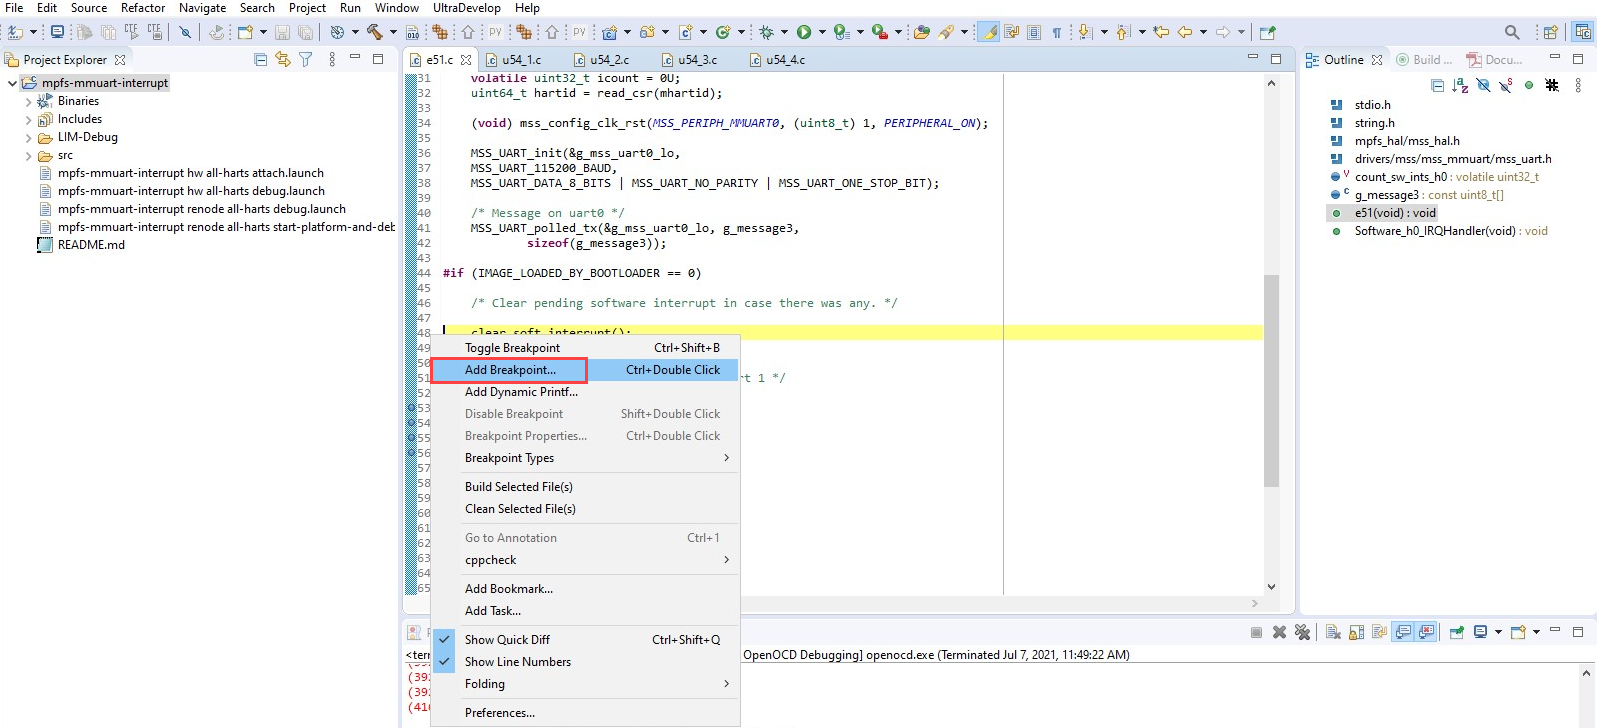 File Edit Source Refactor Navigate Search Project Run Window UltraDevelop Help
Project Explorer
mpfs-mmuart-interrupt
Binaries
Includes
LIM-Debug
src
mpfs-mmuart-interrupt hw all-harts attach.launch
mpfs-mmuart-interrupt hw all-harts debug.launch
mpfs-mmuart-interrupt renode all-harts debug.launch
mpfs-mmuart-interrupt renode all-harts start-platform-and-deb
README.md
e51.c u54_1.c u54_2.c u54_3.c u54_4.c
31 volatile uint32_t icount = 0U;
32 uint64_t hartid = read_csr(mhartid);
33
34 (void) mss_config_clk_rst(MSS_PERIPH_MMUART0, (uint8_t) 1, PERIPHERAL_ON);
35
36 MSS_UART_init(&g_mss_uart0_lo,
37 MSS_UART_115200_BAUD,
38 MSS_UART_DATA_8_BITS | MSS_UART_NO_PARITY | MSS_UART_ONE_STOP_BIT);
39
40 /* Message on uart0 */
41 MSS_UART_polled_tx(&g_mss_uart0_lo, g_message3,
42 sizeof(g_message3));
43
44 #if (IMAGE_LOADED_BY_BOOTLOADER == 0)
45
46 /* Clear pending software interrupt in case there was any. */
47
48 clear_soft_interrupt();
49
50
51 rt 1 */
53
54
55
56
57
58
59
60
61
62
63
64
65
Toggle Breakpoint Ctrl+Shift+B
Add Breakpoint... Ctrl+Double Click
Add Dynamic Printf...
Disable Breakpoint Shift+Double Click
Breakpoint Properties... Ctrl+Double Click
Breakpoint Types
Build Selected File(s)
Clean Selected File(s)
Go to Annotation Ctrl+1
cppcheck
Add Bookmark...
Add Task...
Show Quick Diff Ctrl+Shift+Q
Show Line Numbers
Folding
Preferences...
<terr OpenOCD Debugging] openocd.exe (Terminated Jul 7, 2021, 11:49:22 AM)
(392
(392
(410
Outline Build ... Docu...
stdio.h
string.h
mpfs_hal/mss_hal.h
drivers/mss/mss_mmuart/mss_uart.h
count_sw_ints_h0 : volatile uint32_t
g_message3 : const uint8_t[]
e51(void) : void
Software_h0_IRQHandler(void) : void